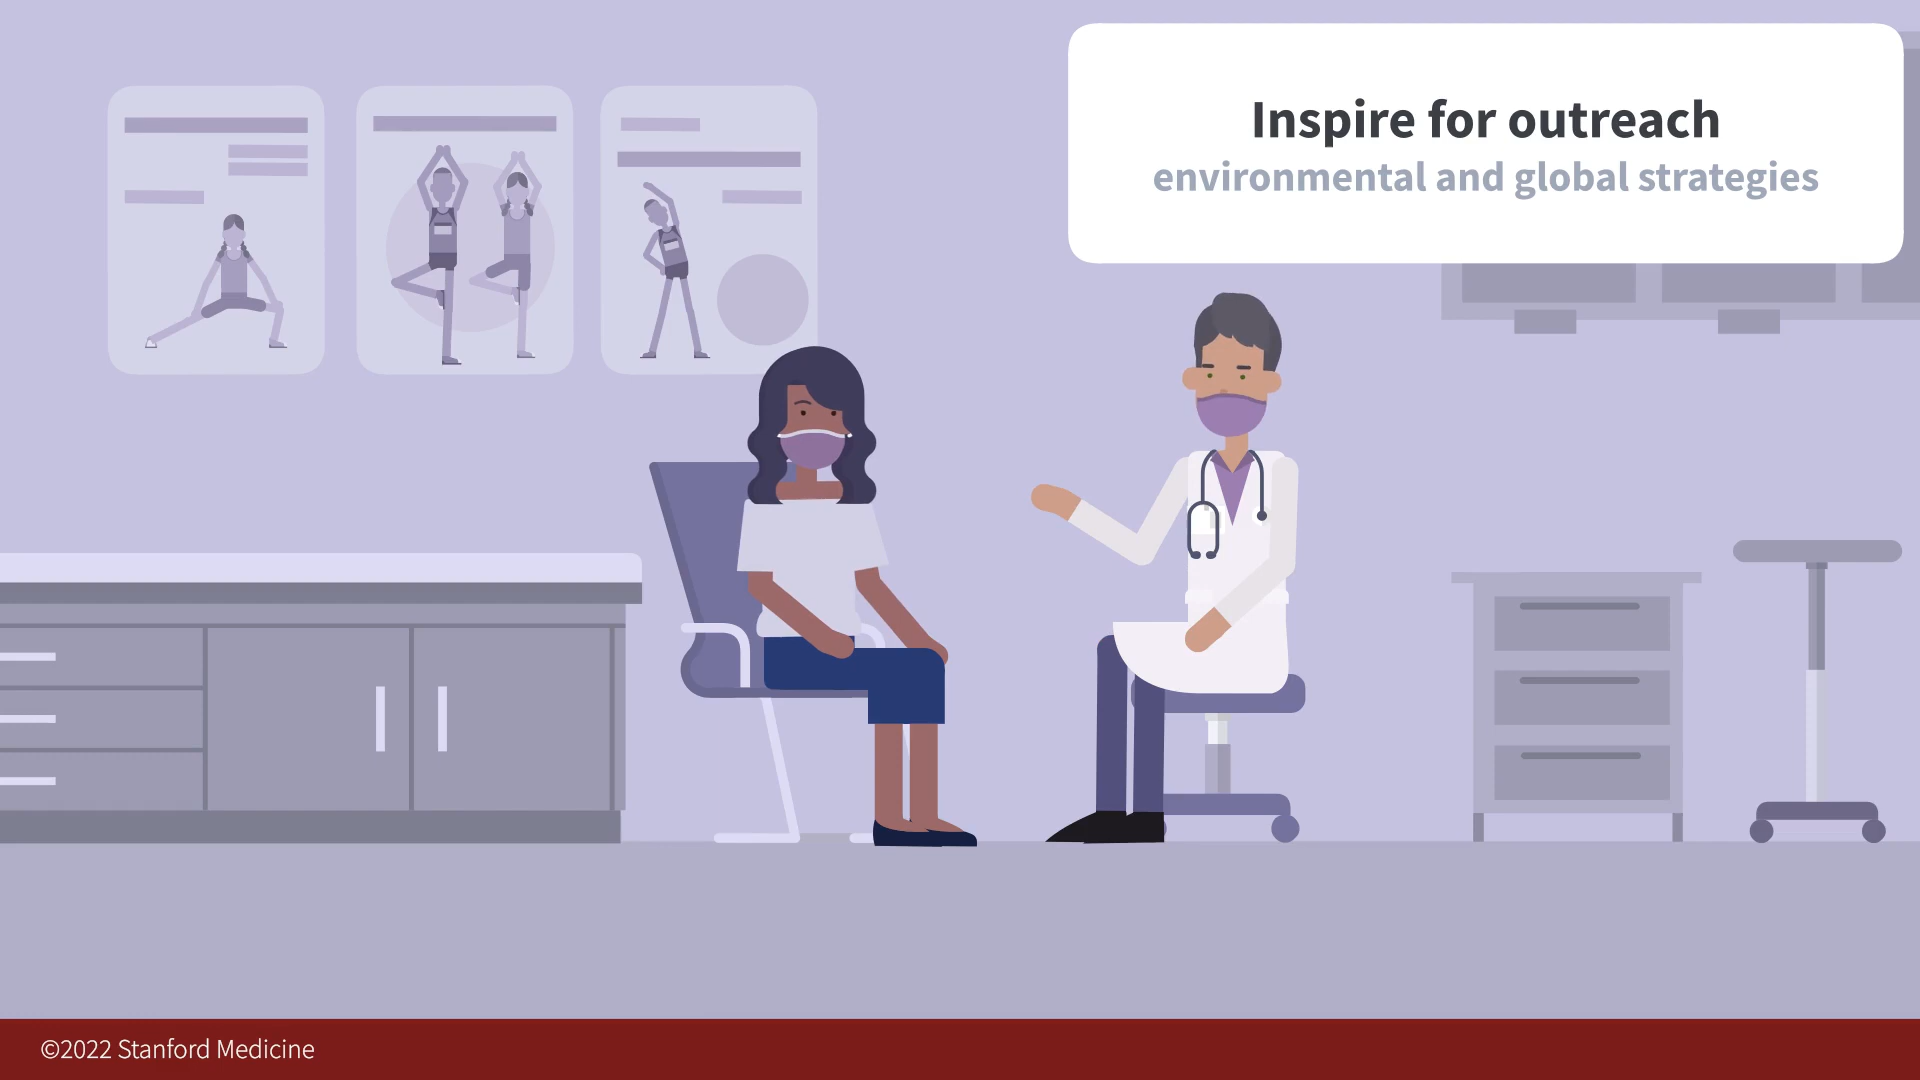 Inspire for outreach
environmental and global strategies
©2022 Stanford Medicine